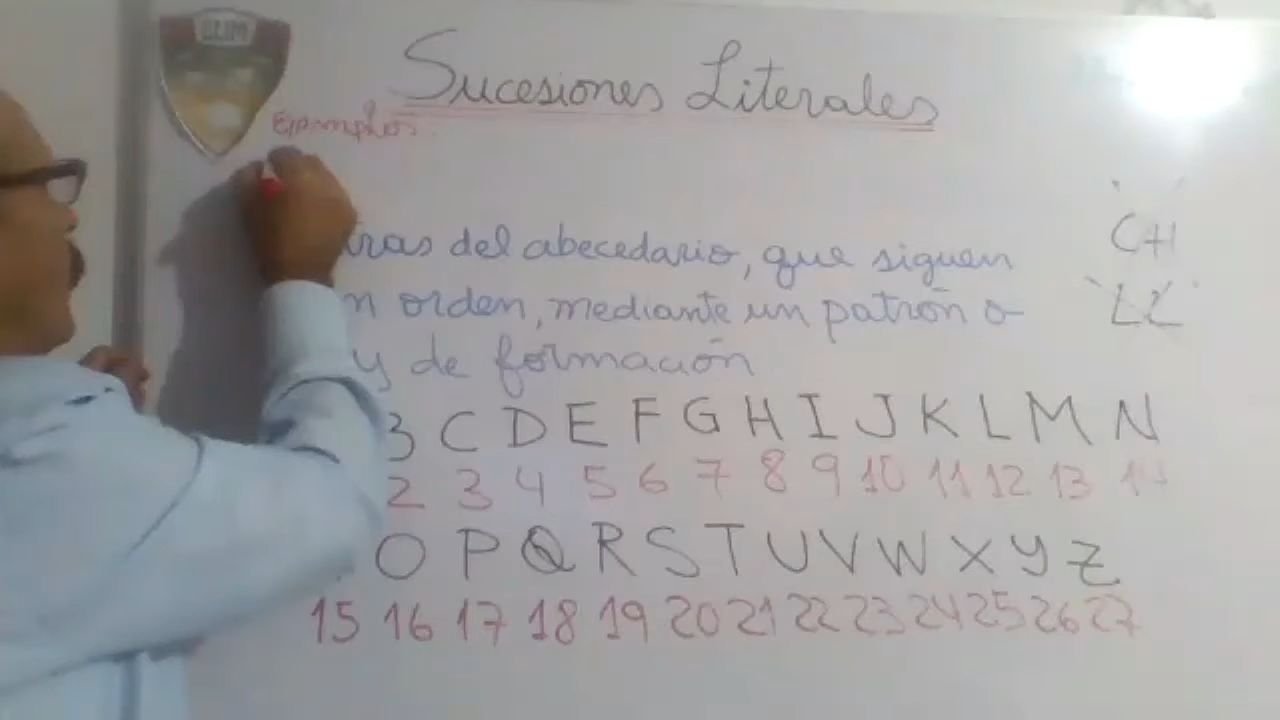 Sucesiones Literales
Ejemplos:
del abecedario, que siguen
orden, mediante un patrón o
de formación
CH
LL
C D E F G H I J K L M N
2 3 4 5 6 7 8 9 10 11 12 13 14
O P Q R S T U V W X Y Z
15 16 17 18 19 20 21 22 23 24 25 26 27